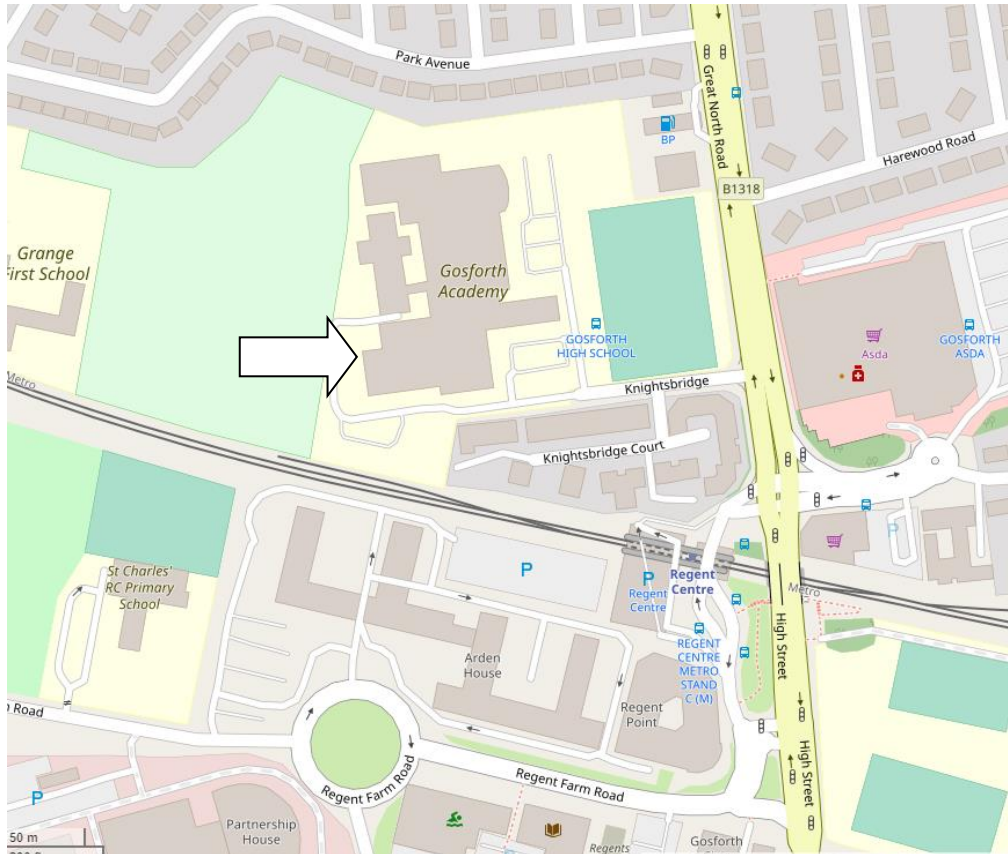 Park Avenue
Great North Road
BP
Harewood Road
B1318
Grange
First School
Gosforth
Academy
GOSFORTH
HIGH SCHOOL
Asda
GOSFORTH
ASDA
Metro
Knightsbridge
Knightsbridge Court
P
P
P
St Charles'
RC Primary
School
Regent
Centre
Regent
Centre
Metro
REGENT
CENTRE
METRO
STAND
C (M)
High Street
Arden
House
Regent
Point
Road
High Street
Regent Farm Road
Regent Farm Road
P
Partnership
House
Regents
Gosforth
50 m